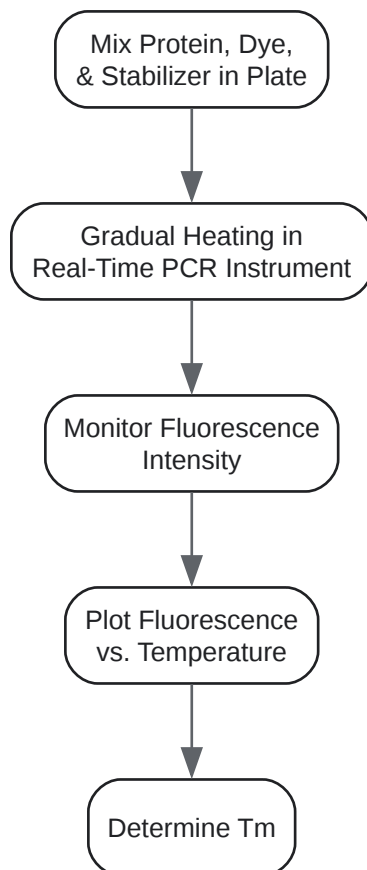 Mix Protein, Dye,
& Stabilizer in Plate
Gradual Heating in
Real-Time PCR Instrument
Monitor Fluorescence
Intensity
Plot Fluorescence
vs. Temperature
Determine Tm